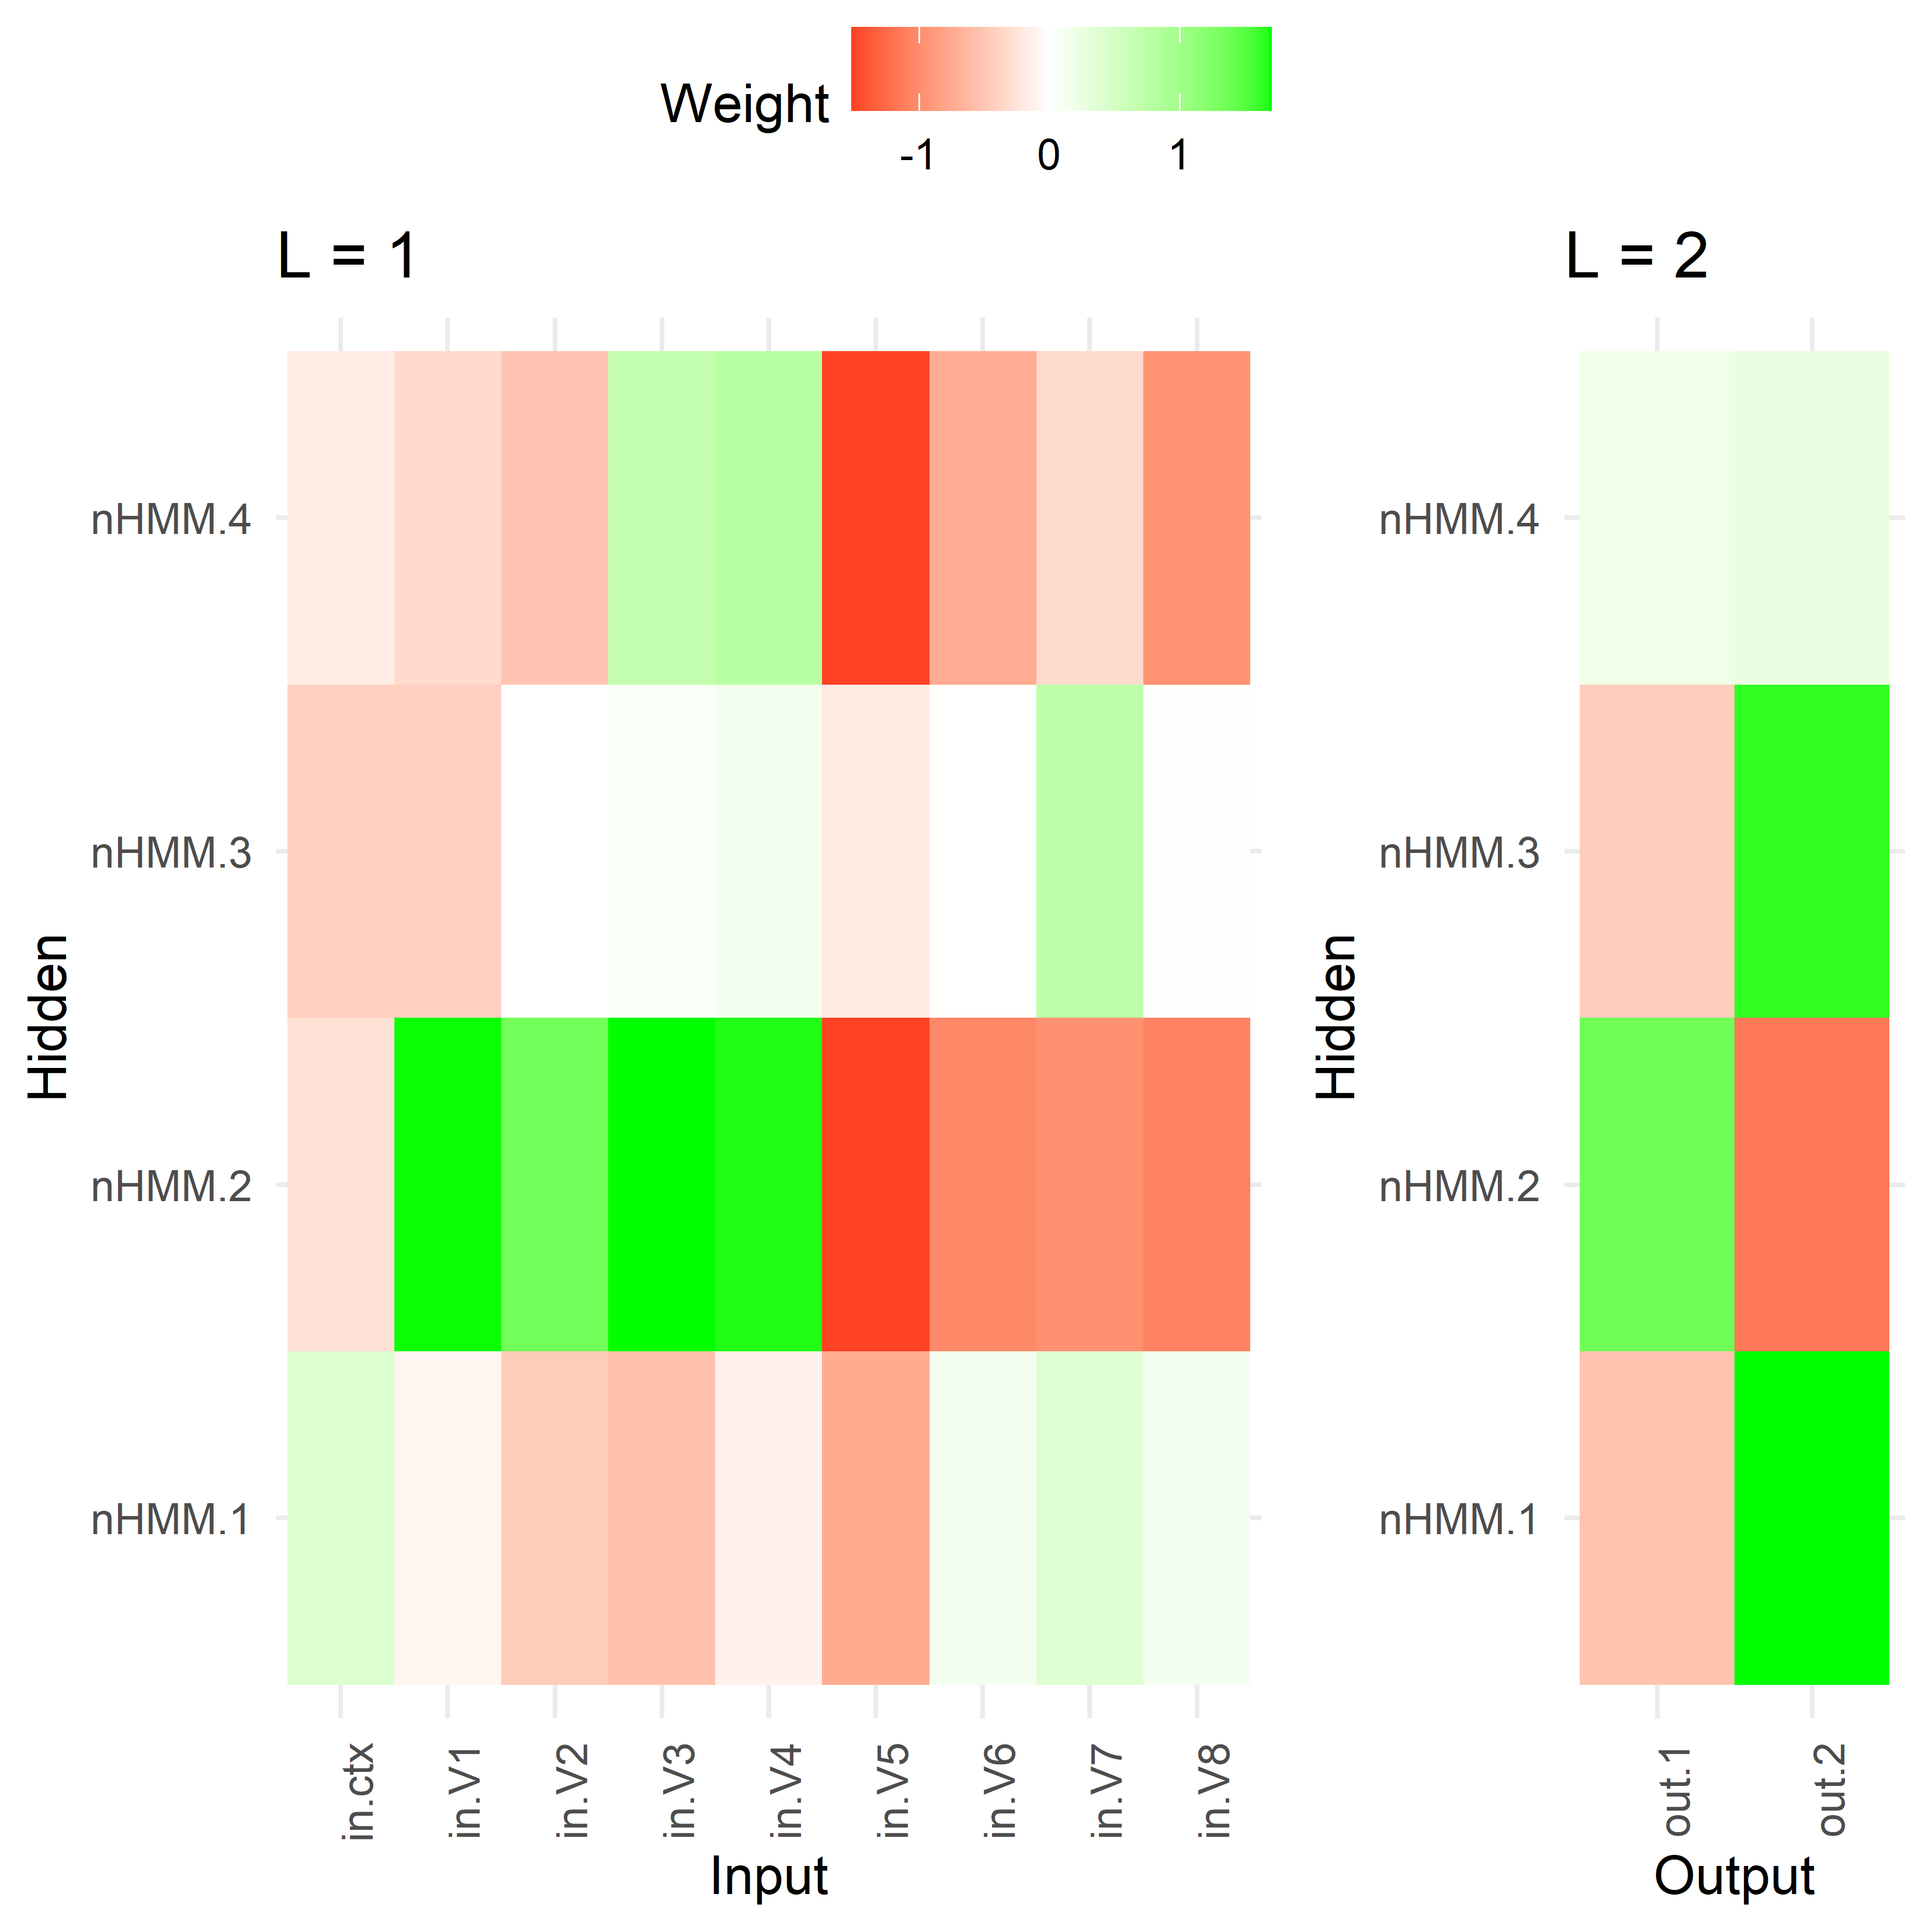 Weight
-1 0 1
L = 1
L = 2
Hidden
nHMM.4
nHMM.3
nHMM.2
nHMM.1
in.ctx
in.V1
in.V2
in.V3
in.V4
in.V5
in.V6
in.V7
in.V8
Input
Hidden
nHMM.4
nHMM.3
nHMM.2
nHMM.1
out.1
out.2
Output